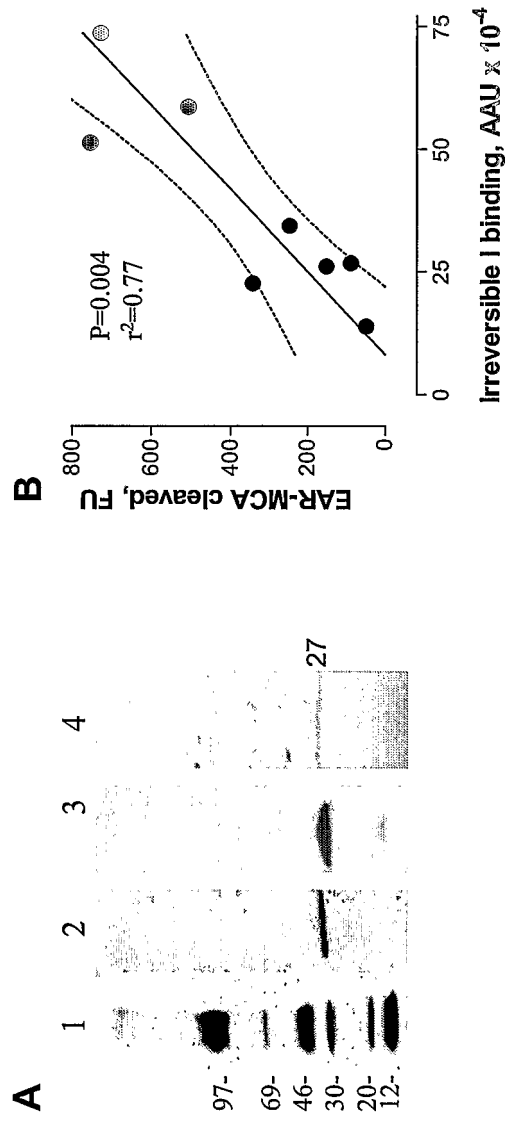 A
1 2 3 4
97-
69-
46-
30-
20-
12-
27
B
EAR-MCA cleaved, FU
800
600
400
200
0
P=0.004
r²=0.77
0 25 50 75
Irreversible I binding, AAU x 10⁻⁴